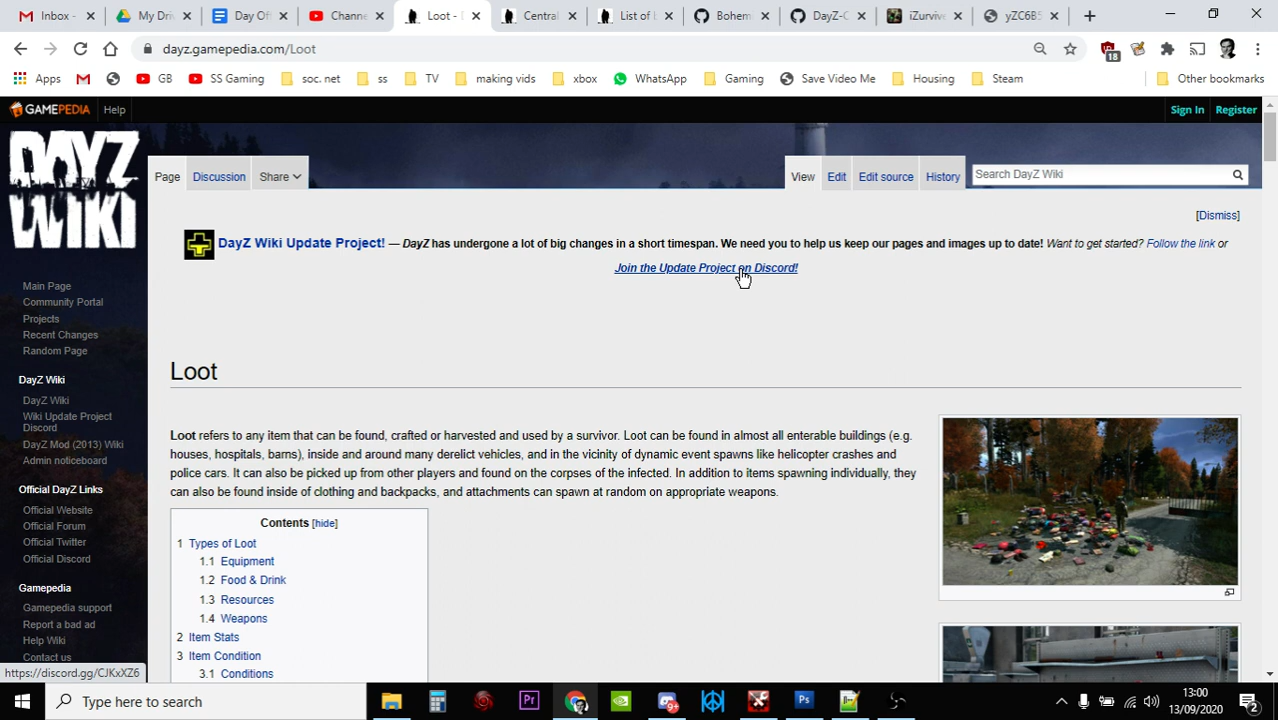 Inbox -
My Dri
Day Of
Channe
Loot - D
Central
List of
Bohem
DayZ-C
iZurvive
yZC6B5
dayz.gamepedia.com/Loot
18
Apps
GB
SS Gaming
soc. net
ss
TV
making vids
xbox
WhatsApp
Gaming
Save Video Me
Housing
Steam
Other bookmarks
GAMEPEDIA
Help
Sign In
Register
DAYZ
WIKI
Page
Discussion
Share
View
Edit
Edit source
History
Search DayZ Wiki
[Dismiss]
DayZ Wiki Update Project! — DayZ has undergone a lot of big changes in a short timespan. We need you to help us keep our pages and images up to date! Want to get started? Follow the link or
Join the Update Project on Discord!
Main Page
Community Portal
Projects
Recent Changes
Random Page
DayZ Wiki
DayZ Wiki
Wiki Update Project
Discord
DayZ Mod (2013) Wiki
Admin noticeboard
Official DayZ Links
Official Website
Official Forum
Official Twitter
Official Discord
Gamepedia
Gamepedia support
Report a bad ad
Help Wiki
Contact us
https://discord.gg/CJKxXZ6
Loot
Loot refers to any item that can be found, crafted or harvested and used by a survivor. Loot can be found in almost all enterable buildings (e.g.
houses, hospitals, barns), inside and around many derelict vehicles, and in the vicinity of dynamic event spawns like helicopter crashes and
police cars. It can also be picked up from other players and found on the corpses of the infected. In addition to items spawning individually, they
can also be found inside of clothing and backpacks, and attachments can spawn at random on appropriate weapons.
Contents [hide]
1 Types of Loot
1.1 Equipment
1.2 Food & Drink
1.3 Resources
1.4 Weapons
2 Item Stats
3 Item Condition
3.1 Conditions
Type here to search
Pr
Ps
13:00
13/09/2020
2